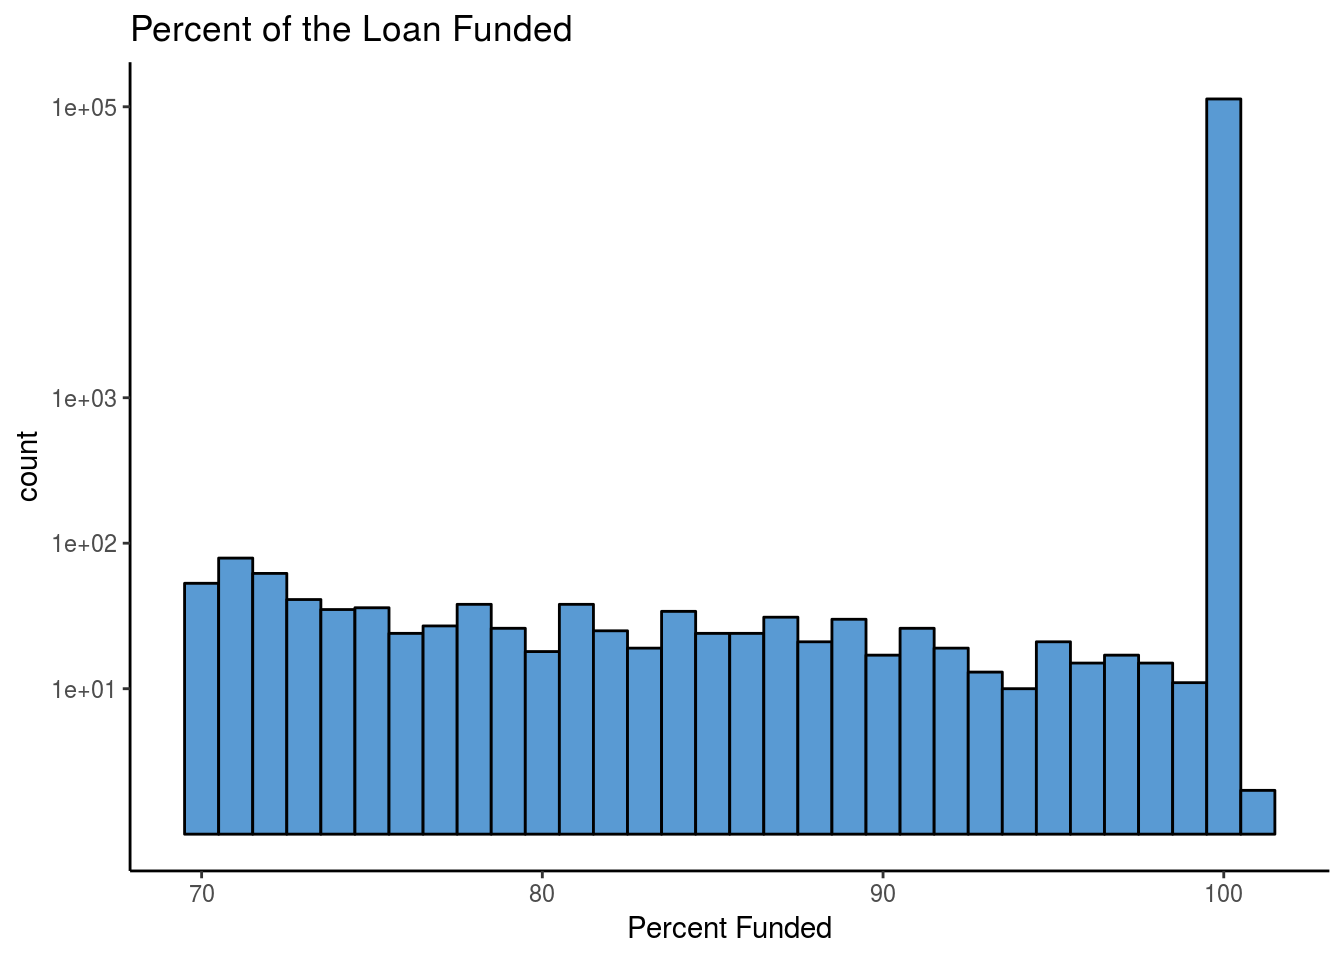 Percent of the Loan Funded
1e+05
1e+03
1e+02
1e+01
count
70 80 90 100
Percent Funded